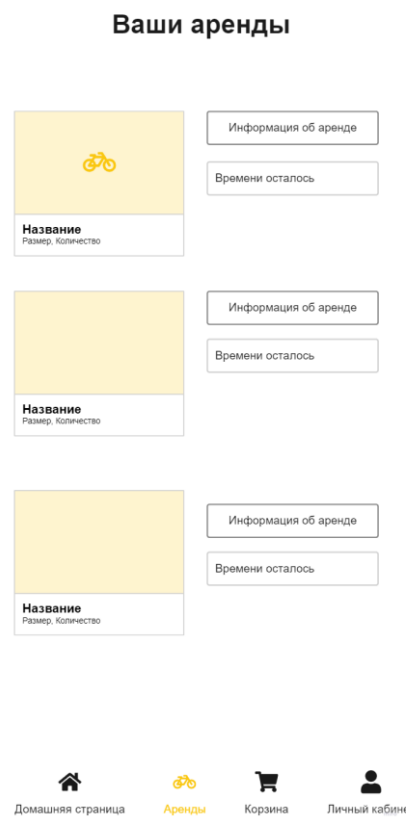 Ваши аренды
Информация об аренде
Времени осталось
Название
Размер, Количество
Информация об аренде
Времени осталось
Название
Размер, Количество
Информация об аренде
Времени осталось
Название
Размер, Количество
Домашняя страница
Аренды
Корзина
Личный кабине